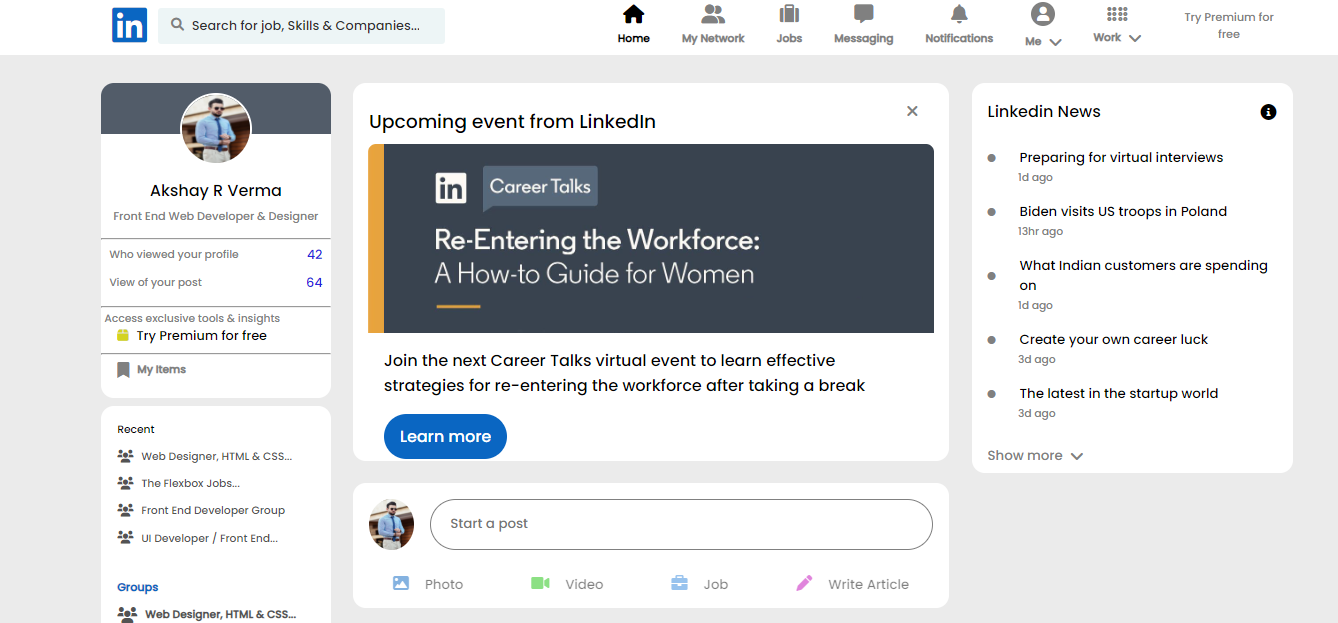 in
Search for job, Skills & Companies...
Home
My Network
Jobs
Messaging
Notifications
Me
Work
Try Premium for
free
Akshay R Verma
Front End Web Developer & Designer
Who viewed your profile 42
View of your post 64
Access exclusive tools & insights
Try Premium for free
My Items
Recent
Web Designer, HTML & CSS...
The Flexbox Jobs...
Front End Developer Group
UI Developer / Front End...
Groups
Web Designer, HTML & CSS...
Upcoming event from LinkedIn
in Career Talks
Re-Entering the Workforce:
A How-to Guide for Women
Join the next Career Talks virtual event to learn effective
strategies for re-entering the workforce after taking a break
Learn more
Start a post
Photo
Video
Job
Write Article
Linkedin News
Preparing for virtual interviews
1d ago
Biden visits US troops in Poland
13hr ago
What Indian customers are spending
on
1d ago
Create your own career luck
3d ago
The latest in the startup world
3d ago
Show more